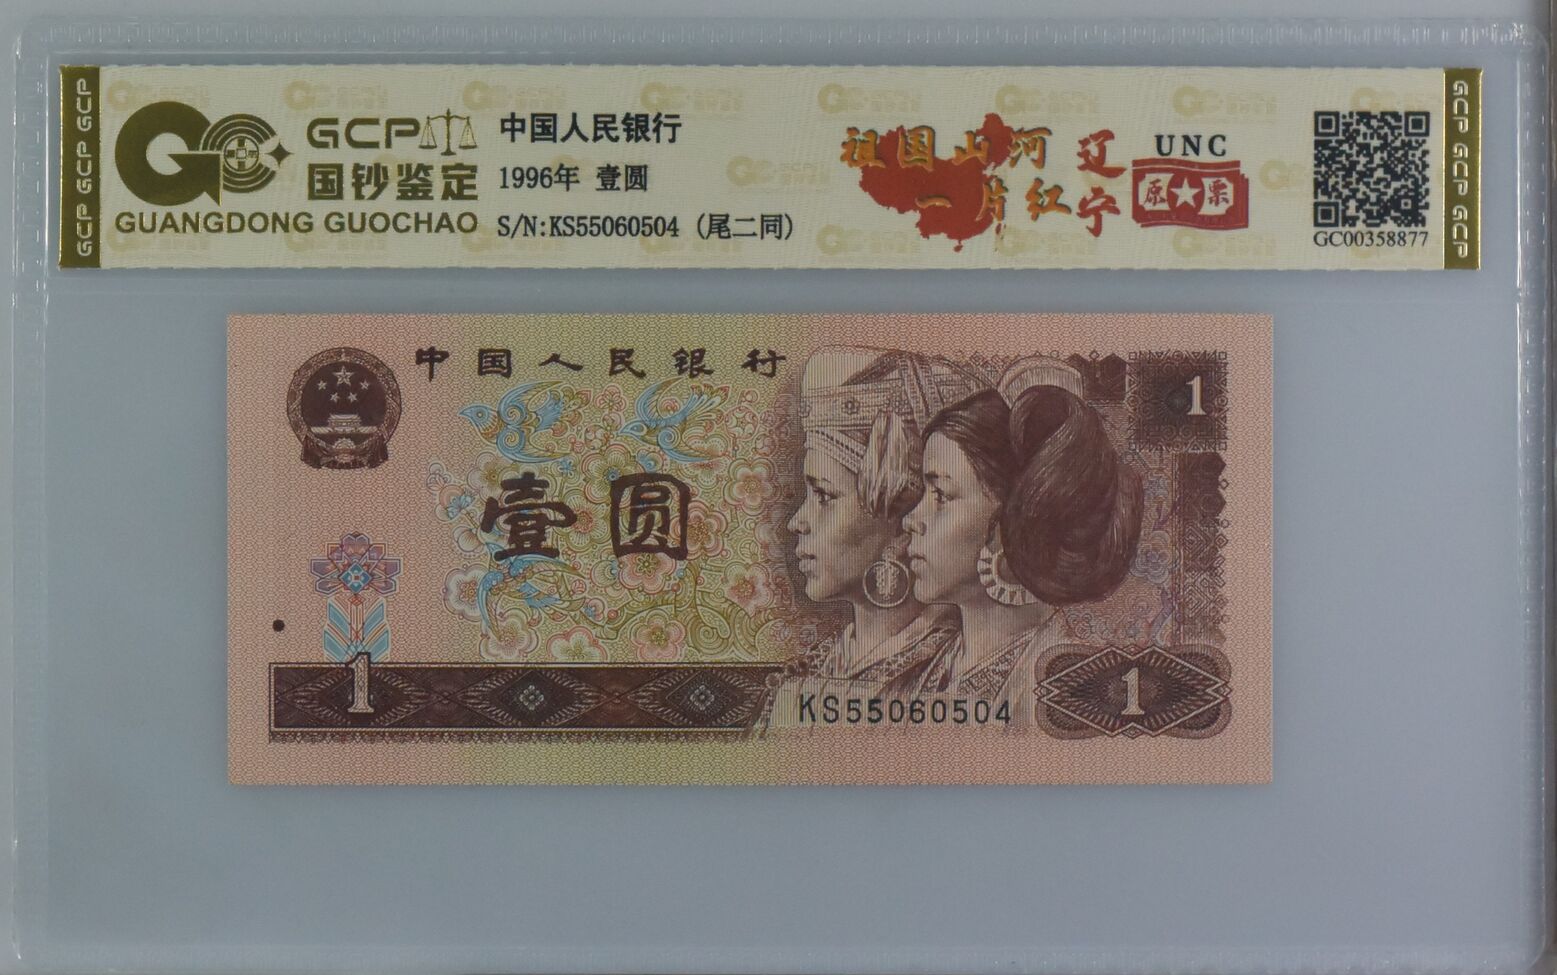 GCP GCP GCP
GCP
国钞鉴定
GUANGDONG GUOCHAO
中国人民银行
1996年 壹圆
S/N:KS55060504 (尾二同)
祖国山河
一片红
辽宁
UNC
原票
GC00358877
GCP GCP GCP
中国人民银行
1
壹圆
1
KS55060504
1